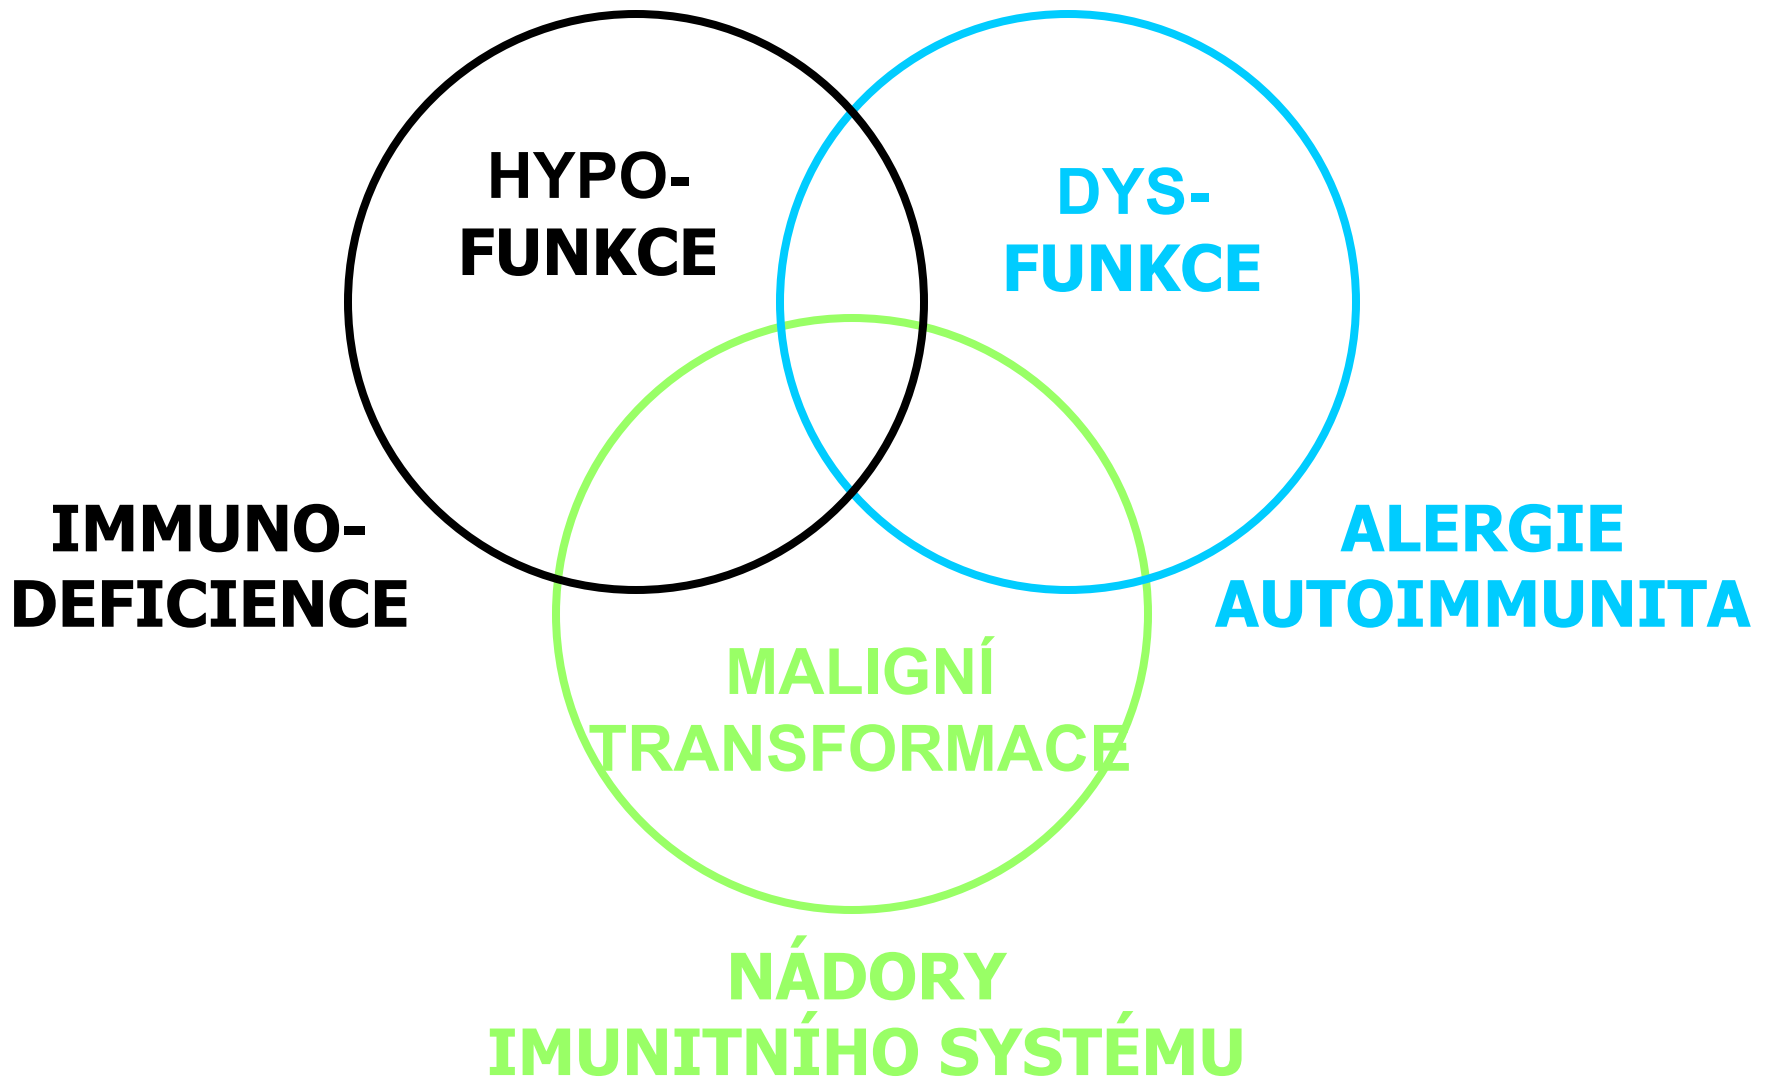 HYPO-
FUNKCE
DYS-
FUNKCE
IMMUNO-
DEFICIENCE
ALERGIE
AUTOIMMUNITA
MALIGNÍ
TRANSFORMACE
NÁDORY
IMUNITNÍHO SYSTÉMU